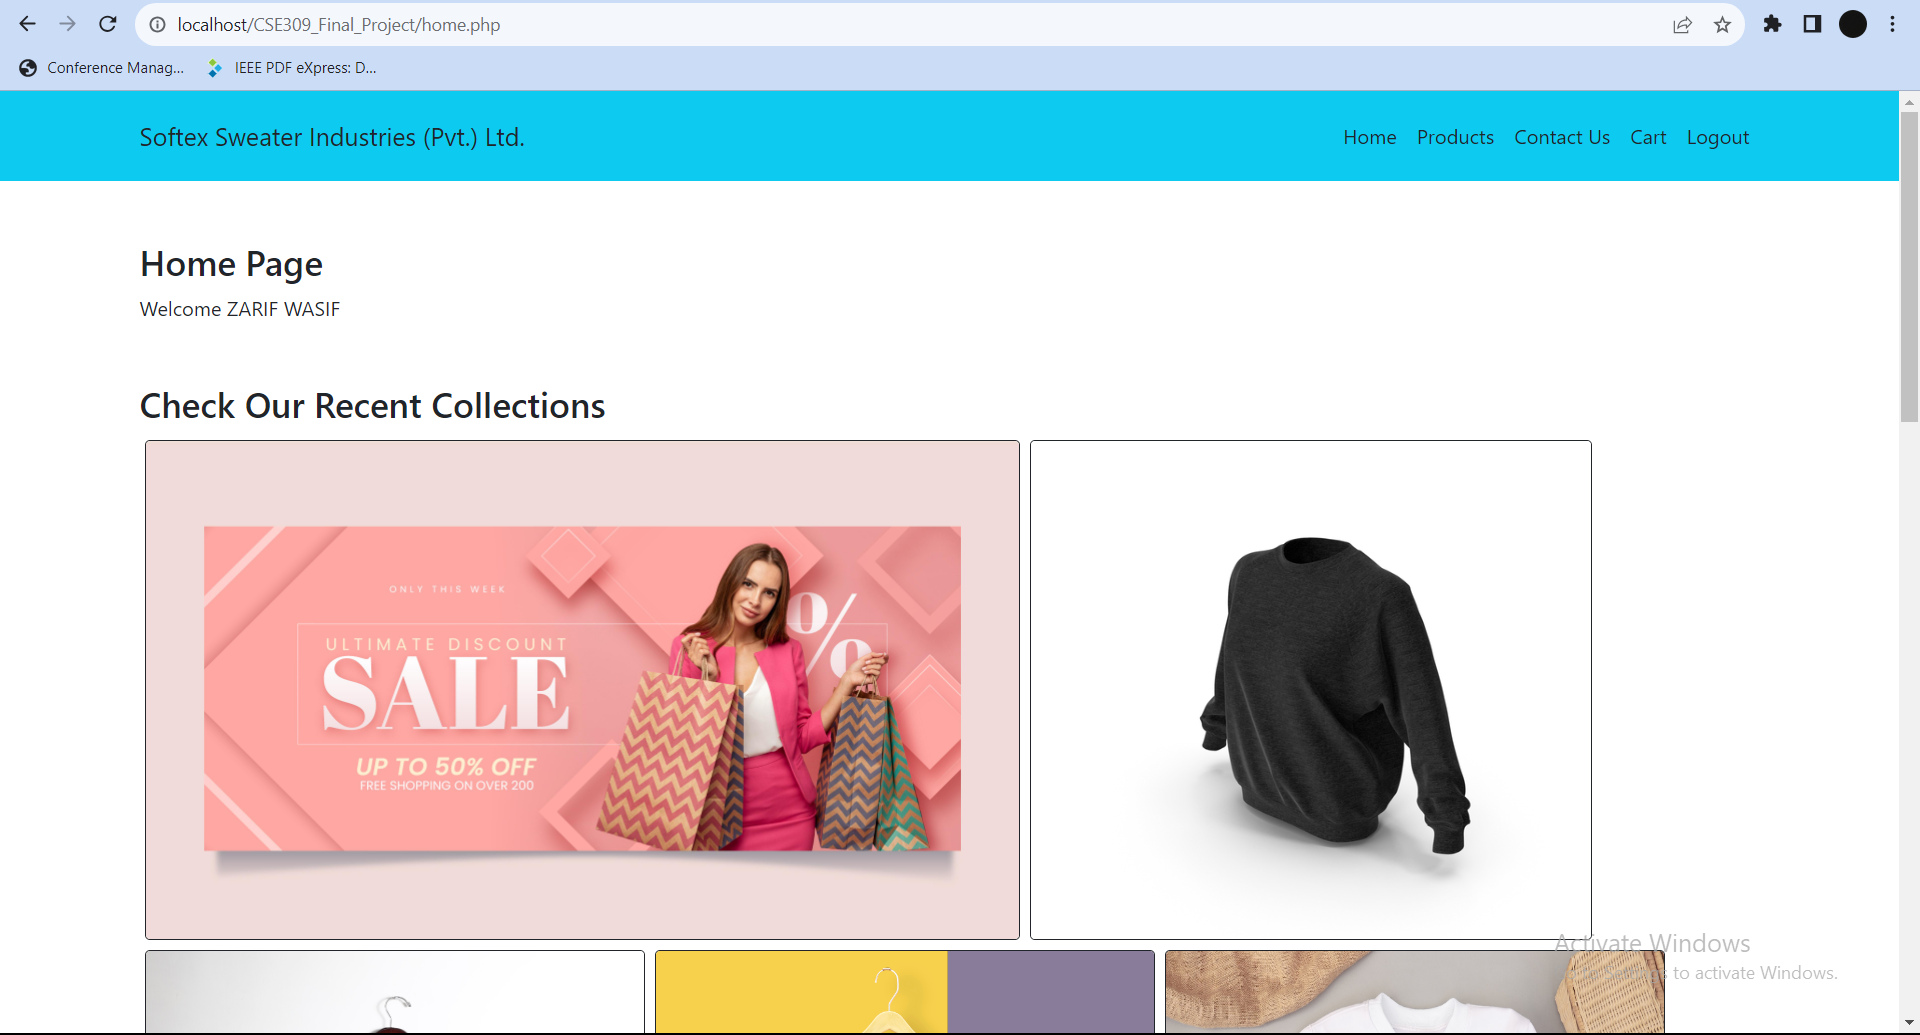 localhost/CSE309_Final_Project/home.php
Conference Manag... IEEE PDF eXpress: D...
Softex Sweater Industries (Pvt.) Ltd. Home Products Contact Us Cart Logout
Home Page
Welcome ZARIF WASIF
Check Our Recent Collections
ONLY THIS WEEK
ULTIMATE DISCOUNT
SALE
%
UP TO 50% OFF
FREE SHOPPING ON OVER 200
Activate Windows
to activate Windows.